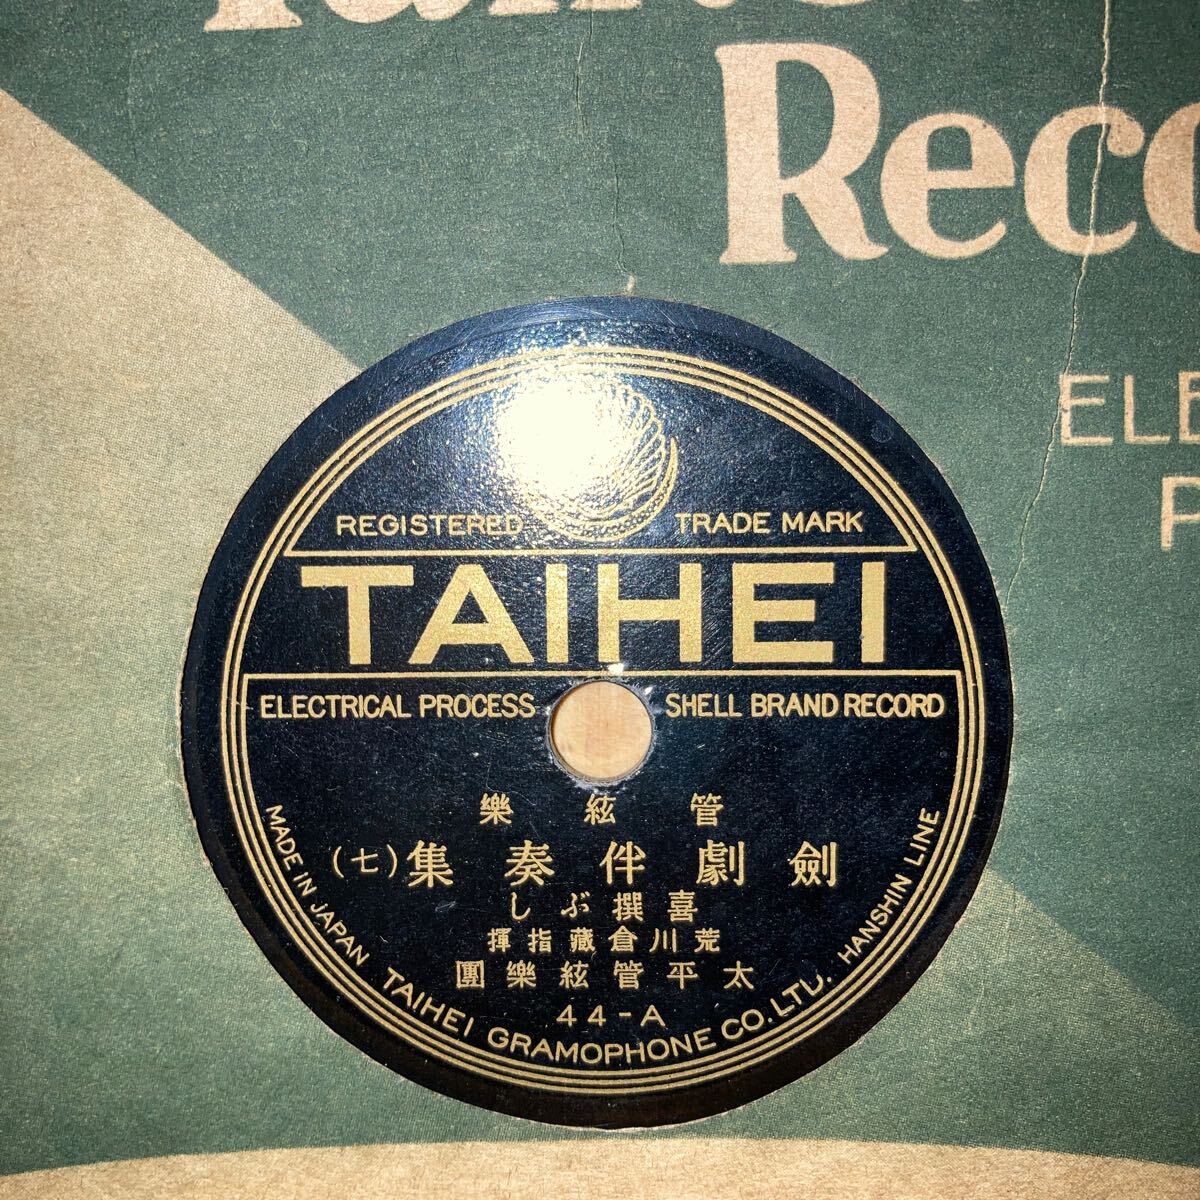 Reco
ELE
P
REGISTERED TRADE MARK
TAIHEI
ELECTRICAL PROCESS SHELL BRAND RECORD
管絃樂
劍劇伴奏集(七)
喜撰ぶし
荒川倉藏指揮
太平管絃樂團
44-A
MADE IN JAPAN TAIHEI GRAMOPHONE CO. LTD. HANSHIN LINE